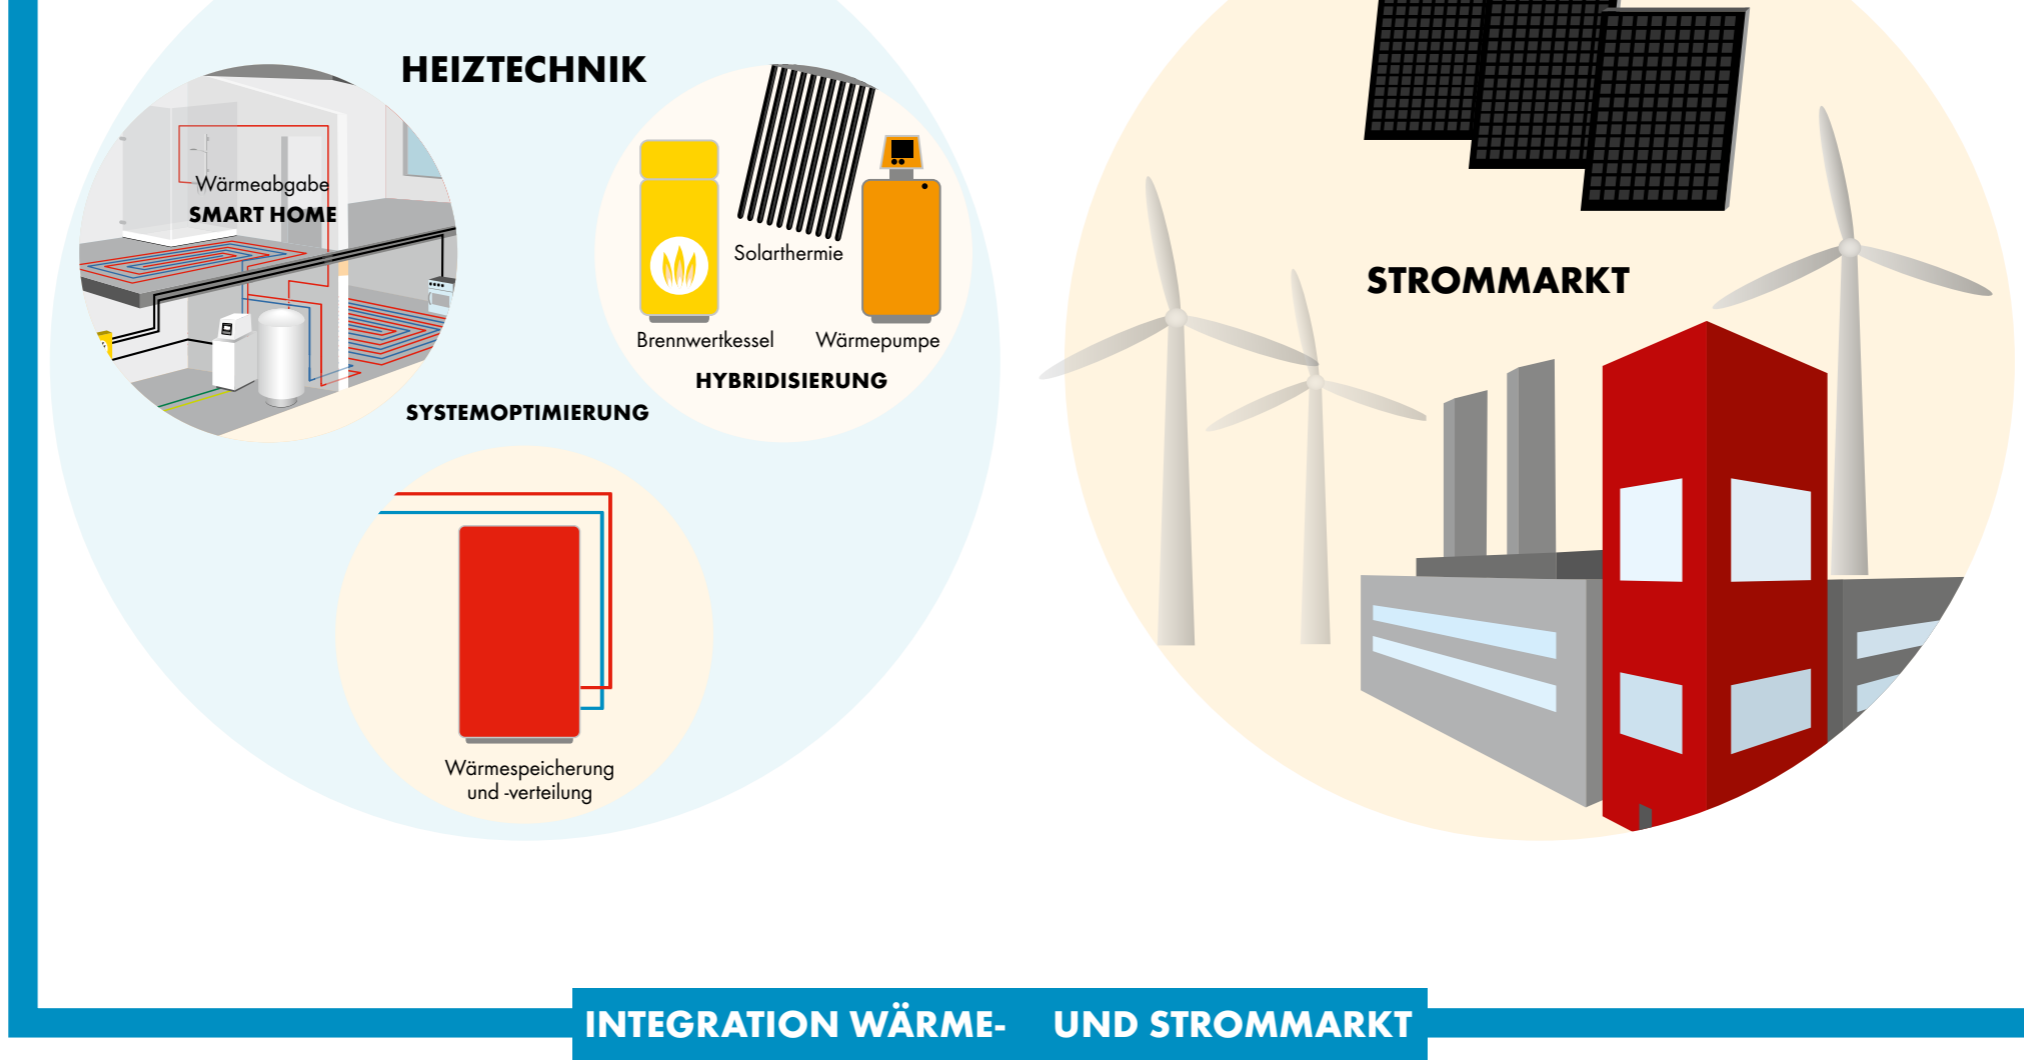 HEIZTECHNIK
Wärmeabgabe
SMART HOME
Solarthermie
Brennwertkessel
Wärmepumpe
HYBRIDISIERUNG
SYSTEMOPTIMIERUNG
Wärmespeicherung
und -verteilung
STROMMARKT
INTEGRATION WÄRME- UND STROMMARKT